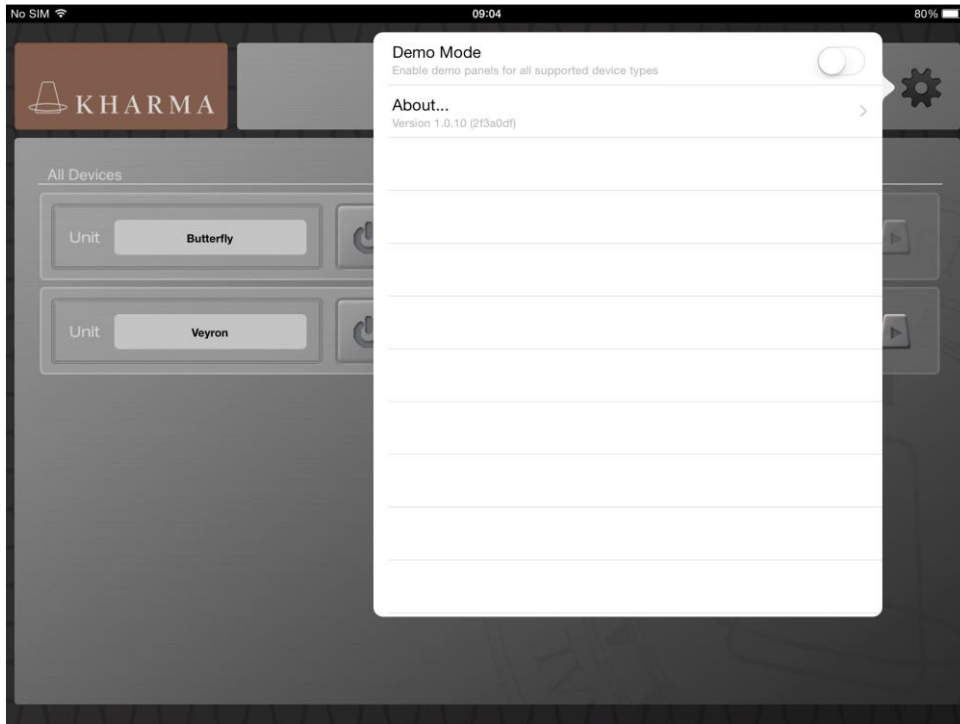 No SIM
09:04
80%
KHARMA
Demo Mode
Enable demo panels for all supported device types
About...
Version 1.0.10 (2f3a0df)
All Devices
Unit
Butterfly
Unit
Veyron